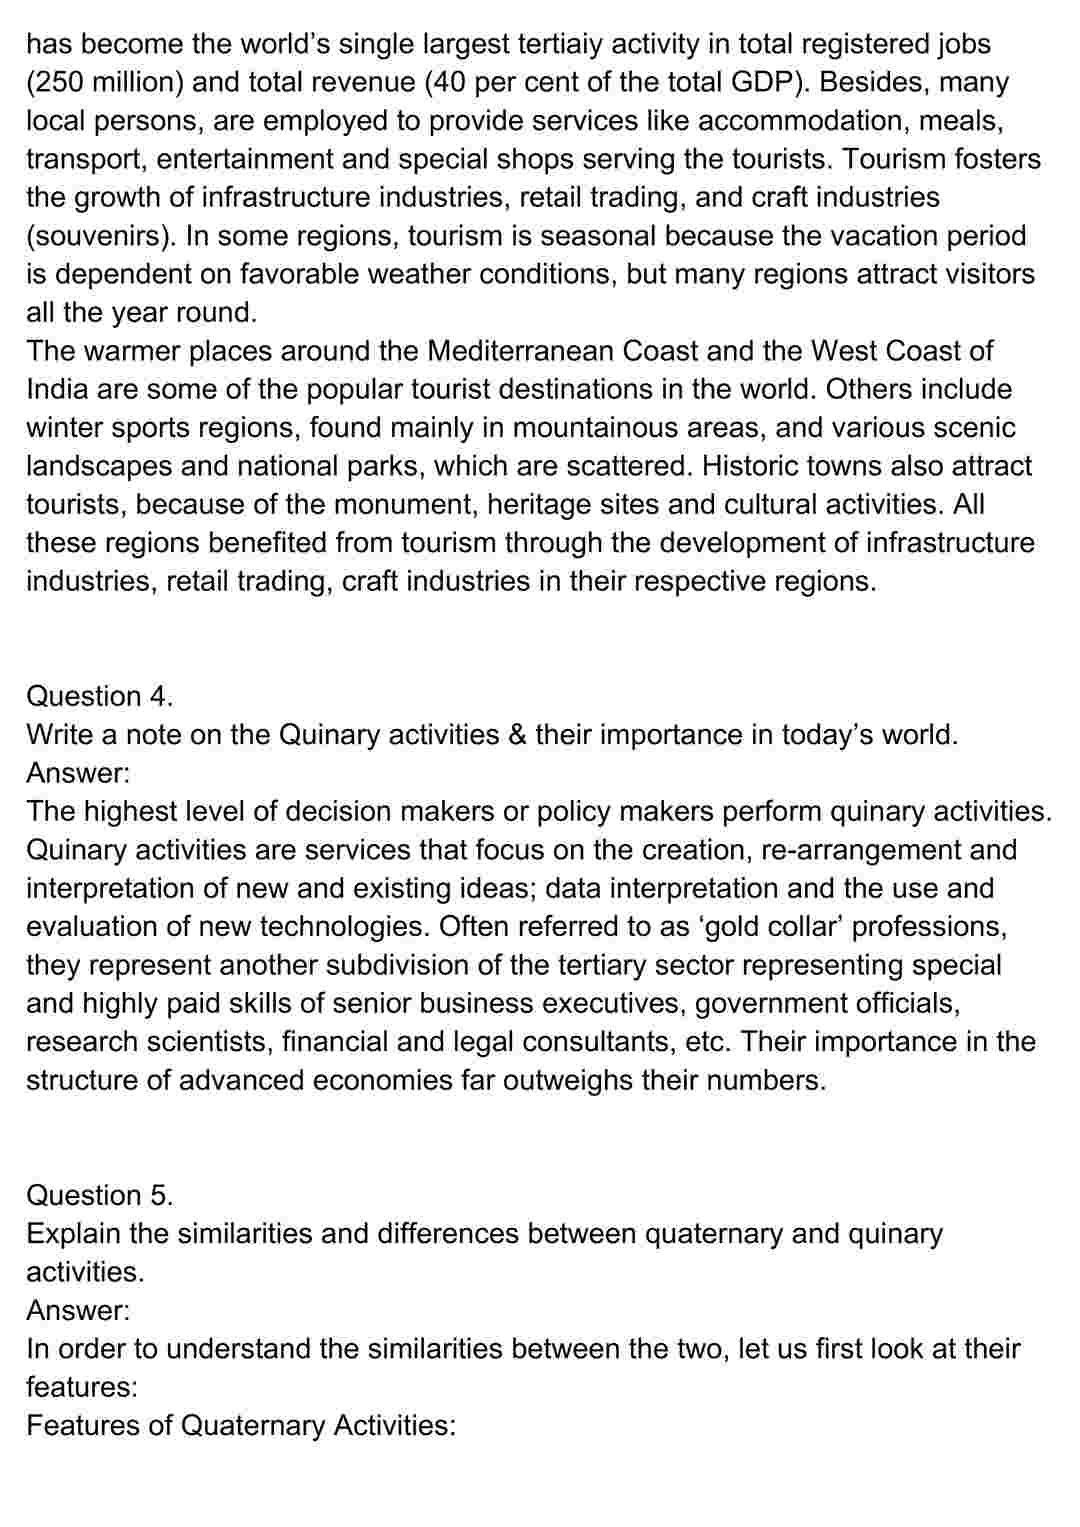 has become the world’s single largest tertiaiy activity in total registered jobs
(250 million) and total revenue (40 per cent of the total GDP). Besides, many
local persons, are employed to provide services like accommodation, meals,
transport, entertainment and special shops serving the tourists. Tourism fosters
the growth of infrastructure industries, retail trading, and craft industries
(souvenirs). In some regions, tourism is seasonal because the vacation period
is dependent on favorable weather conditions, but many regions attract visitors
all the year round.
The warmer places around the Mediterranean Coast and the West Coast of
India are some of the popular tourist destinations in the world. Others include
winter sports regions, found mainly in mountainous areas, and various scenic
landscapes and national parks, which are scattered. Historic towns also attract
tourists, because of the monument, heritage sites and cultural activities. All
these regions benefited from tourism through the development of infrastructure
industries, retail trading, craft industries in their respective regions.
Question 4.
Write a note on the Quinary activities & their importance in today’s world.
Answer:
The highest level of decision makers or policy makers perform quinary activities.
Quinary activities are services that focus on the creation, re-arrangement and
interpretation of new and existing ideas; data interpretation and the use and
evaluation of new technologies. Often referred to as ‘gold collar’ professions,
they represent another subdivision of the tertiary sector representing special
and highly paid skills of senior business executives, government officials,
research scientists, financial and legal consultants, etc. Their importance in the
structure of advanced economies far outweighs their numbers.
Question 5.
Explain the similarities and differences between quaternary and quinary
activities.
Answer:
In order to understand the similarities between the two, let us first look at their
features:
Features of Quaternary Activities: